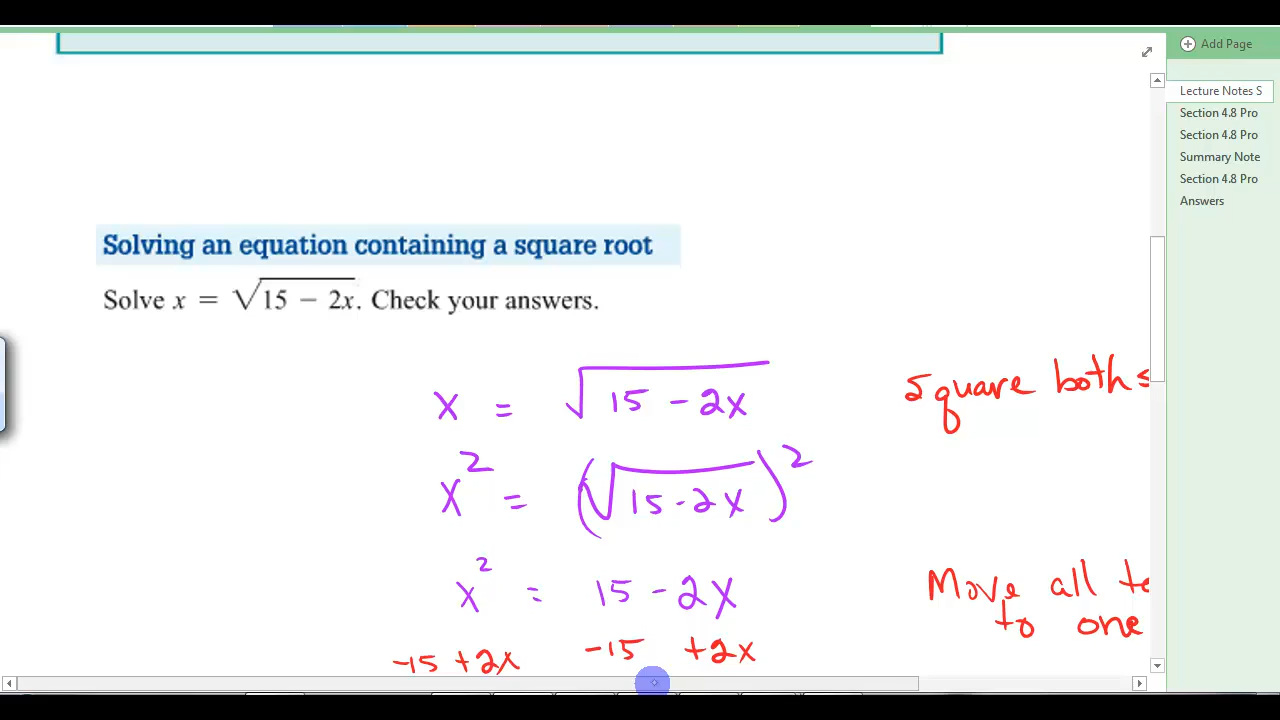 Add Page
Lecture Notes S
Section 4.8 Pro
Section 4.8 Pro
Summary Note
Section 4.8 Pro
Answers
Solving an equation containing a square root
Solve x = √15 − 2x. Check your answers.
x = √15 - 2x
Square both s
x² = (√15-2x)²
x² = 15 - 2x
Move all te
to one
-15 +2x -15 +2x